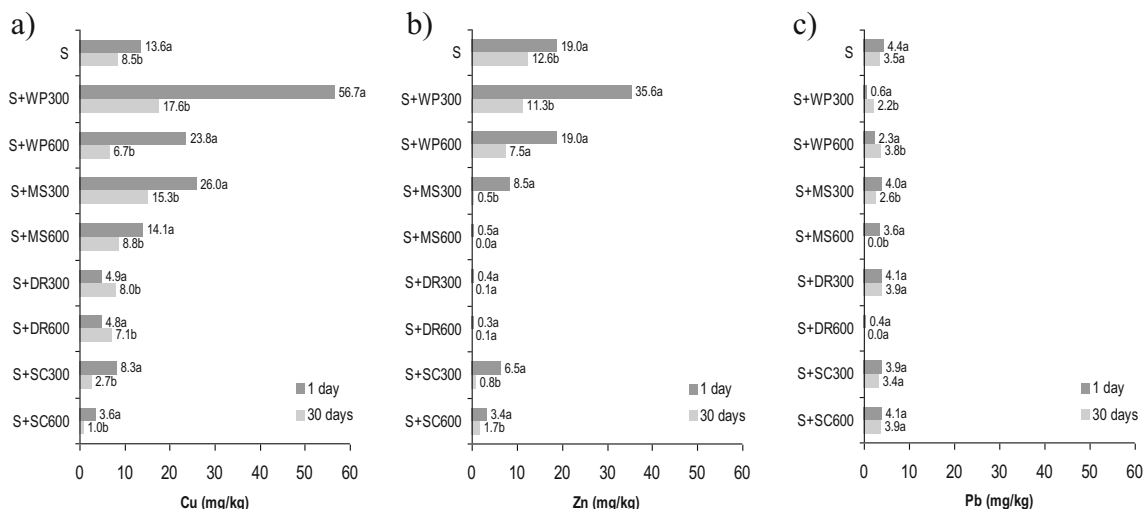 a)
S
13.6a
8.5b
S+WP300
56.7a
17.6b
S+WP600
23.8a
6.7b
S+MS300
26.0a
15.3b
S+MS600
14.1a
8.8b
S+DR300
4.9a
8.0b
S+DR600
4.8a
7.1b
S+SC300
8.3a
2.7b
S+SC600
3.6a
1.0b
1 day
30 days
0 10 20 30 40 50 60
Cu (mg/kg)
b)
S
19.0a
12.6b
S+WP300
35.6a
11.3b
S+WP600
19.0a
7.5a
S+MS300
8.5a
0.5b
S+MS600
0.5a
0.0a
S+DR300
0.4a
0.1a
S+DR600
0.3a
0.1a
S+SC300
6.5a
0.8b
S+SC600
3.4a
1.7b
1 day
30 days
0 10 20 30 40 50 60
Zn (mg/kg)
c)
S
4.4a
3.5a
S+WP300
0.6a
2.2b
S+WP600
2.3a
3.8b
S+MS300
4.0a
2.6b
S+MS600
3.6a
0.0b
S+DR300
4.1a
3.9a
S+DR600
0.4a
0.0a
S+SC300
3.9a
3.4a
S+SC600
4.1a
3.9a
1 day
30 days
0 10 20 30 40 50 60
Pb (mg/kg)